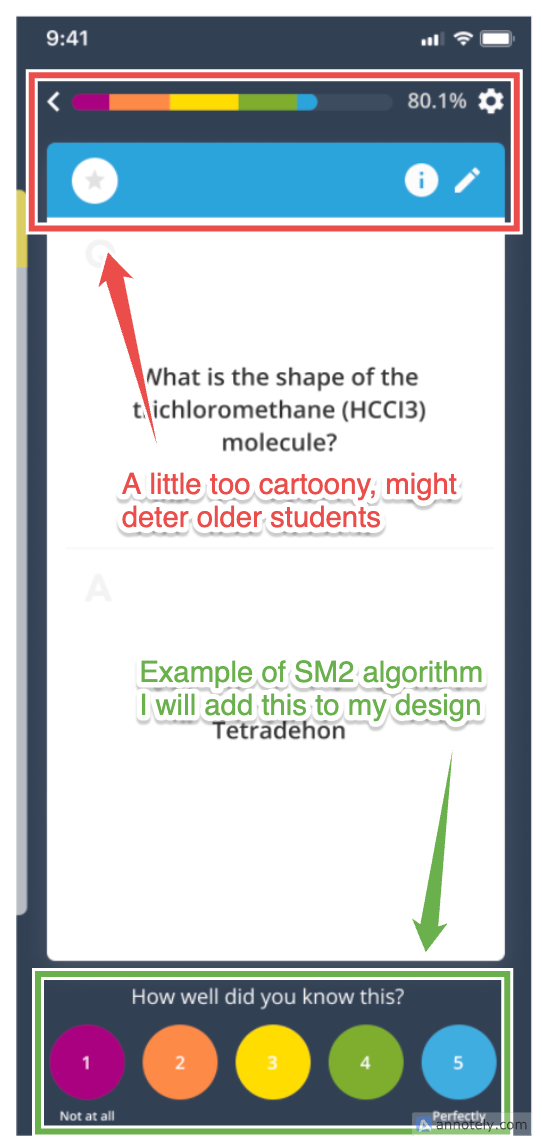 9:41
80.1%
Q
What is the shape of the
trichloromethane (HCCI3)
molecule?
A little too cartoony, might
deter older students
A
Example of SM2 algorithm
I will add this to my design
Tetradehon
How well did you know this?
1 2 3 4 5
Not at all Perfectly
annotely.com